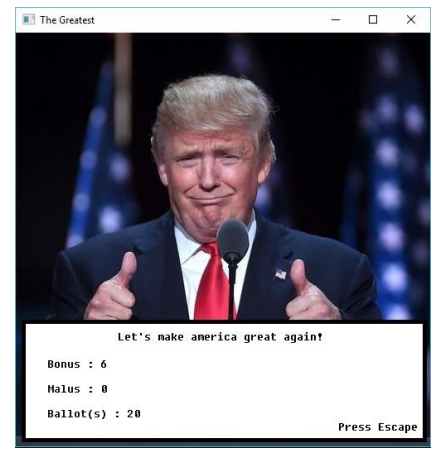 The Greatest
Let's make america great again!
Bonus : 6
Malus : 0
Ballot(s) : 20
Press Escape